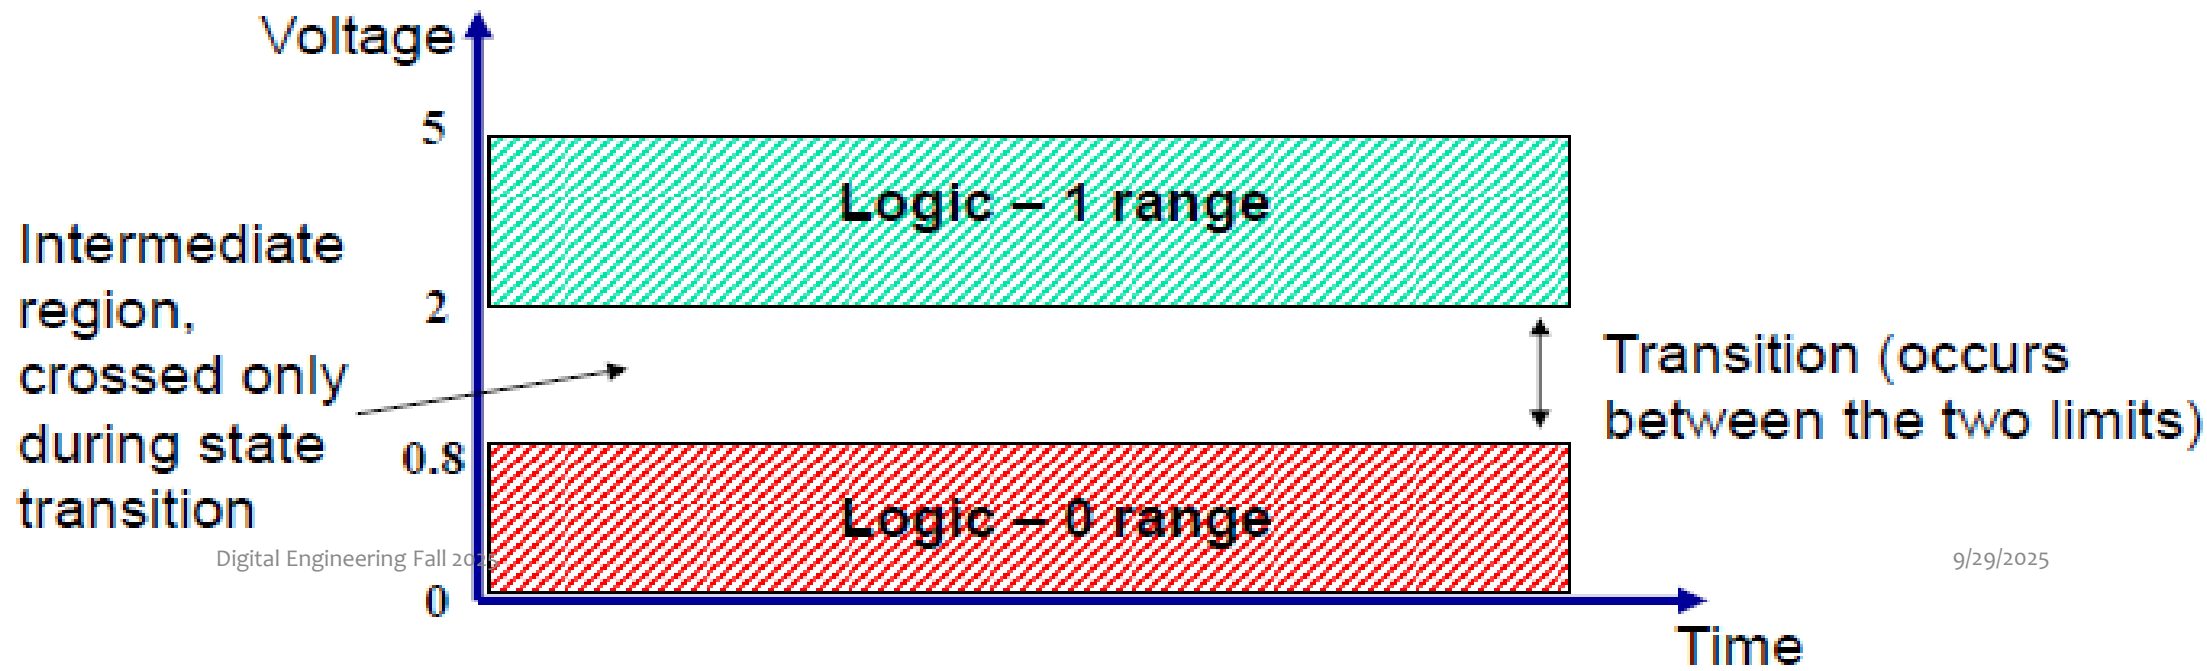 Voltage
5
Logic – 1 range
Intermediate
region,
crossed only
during state
transition
2
Transition (occurs
between the two limits)
0.8
Logic – 0 range
Digital Engineering Fall 2025
9/29/2025
0
Time